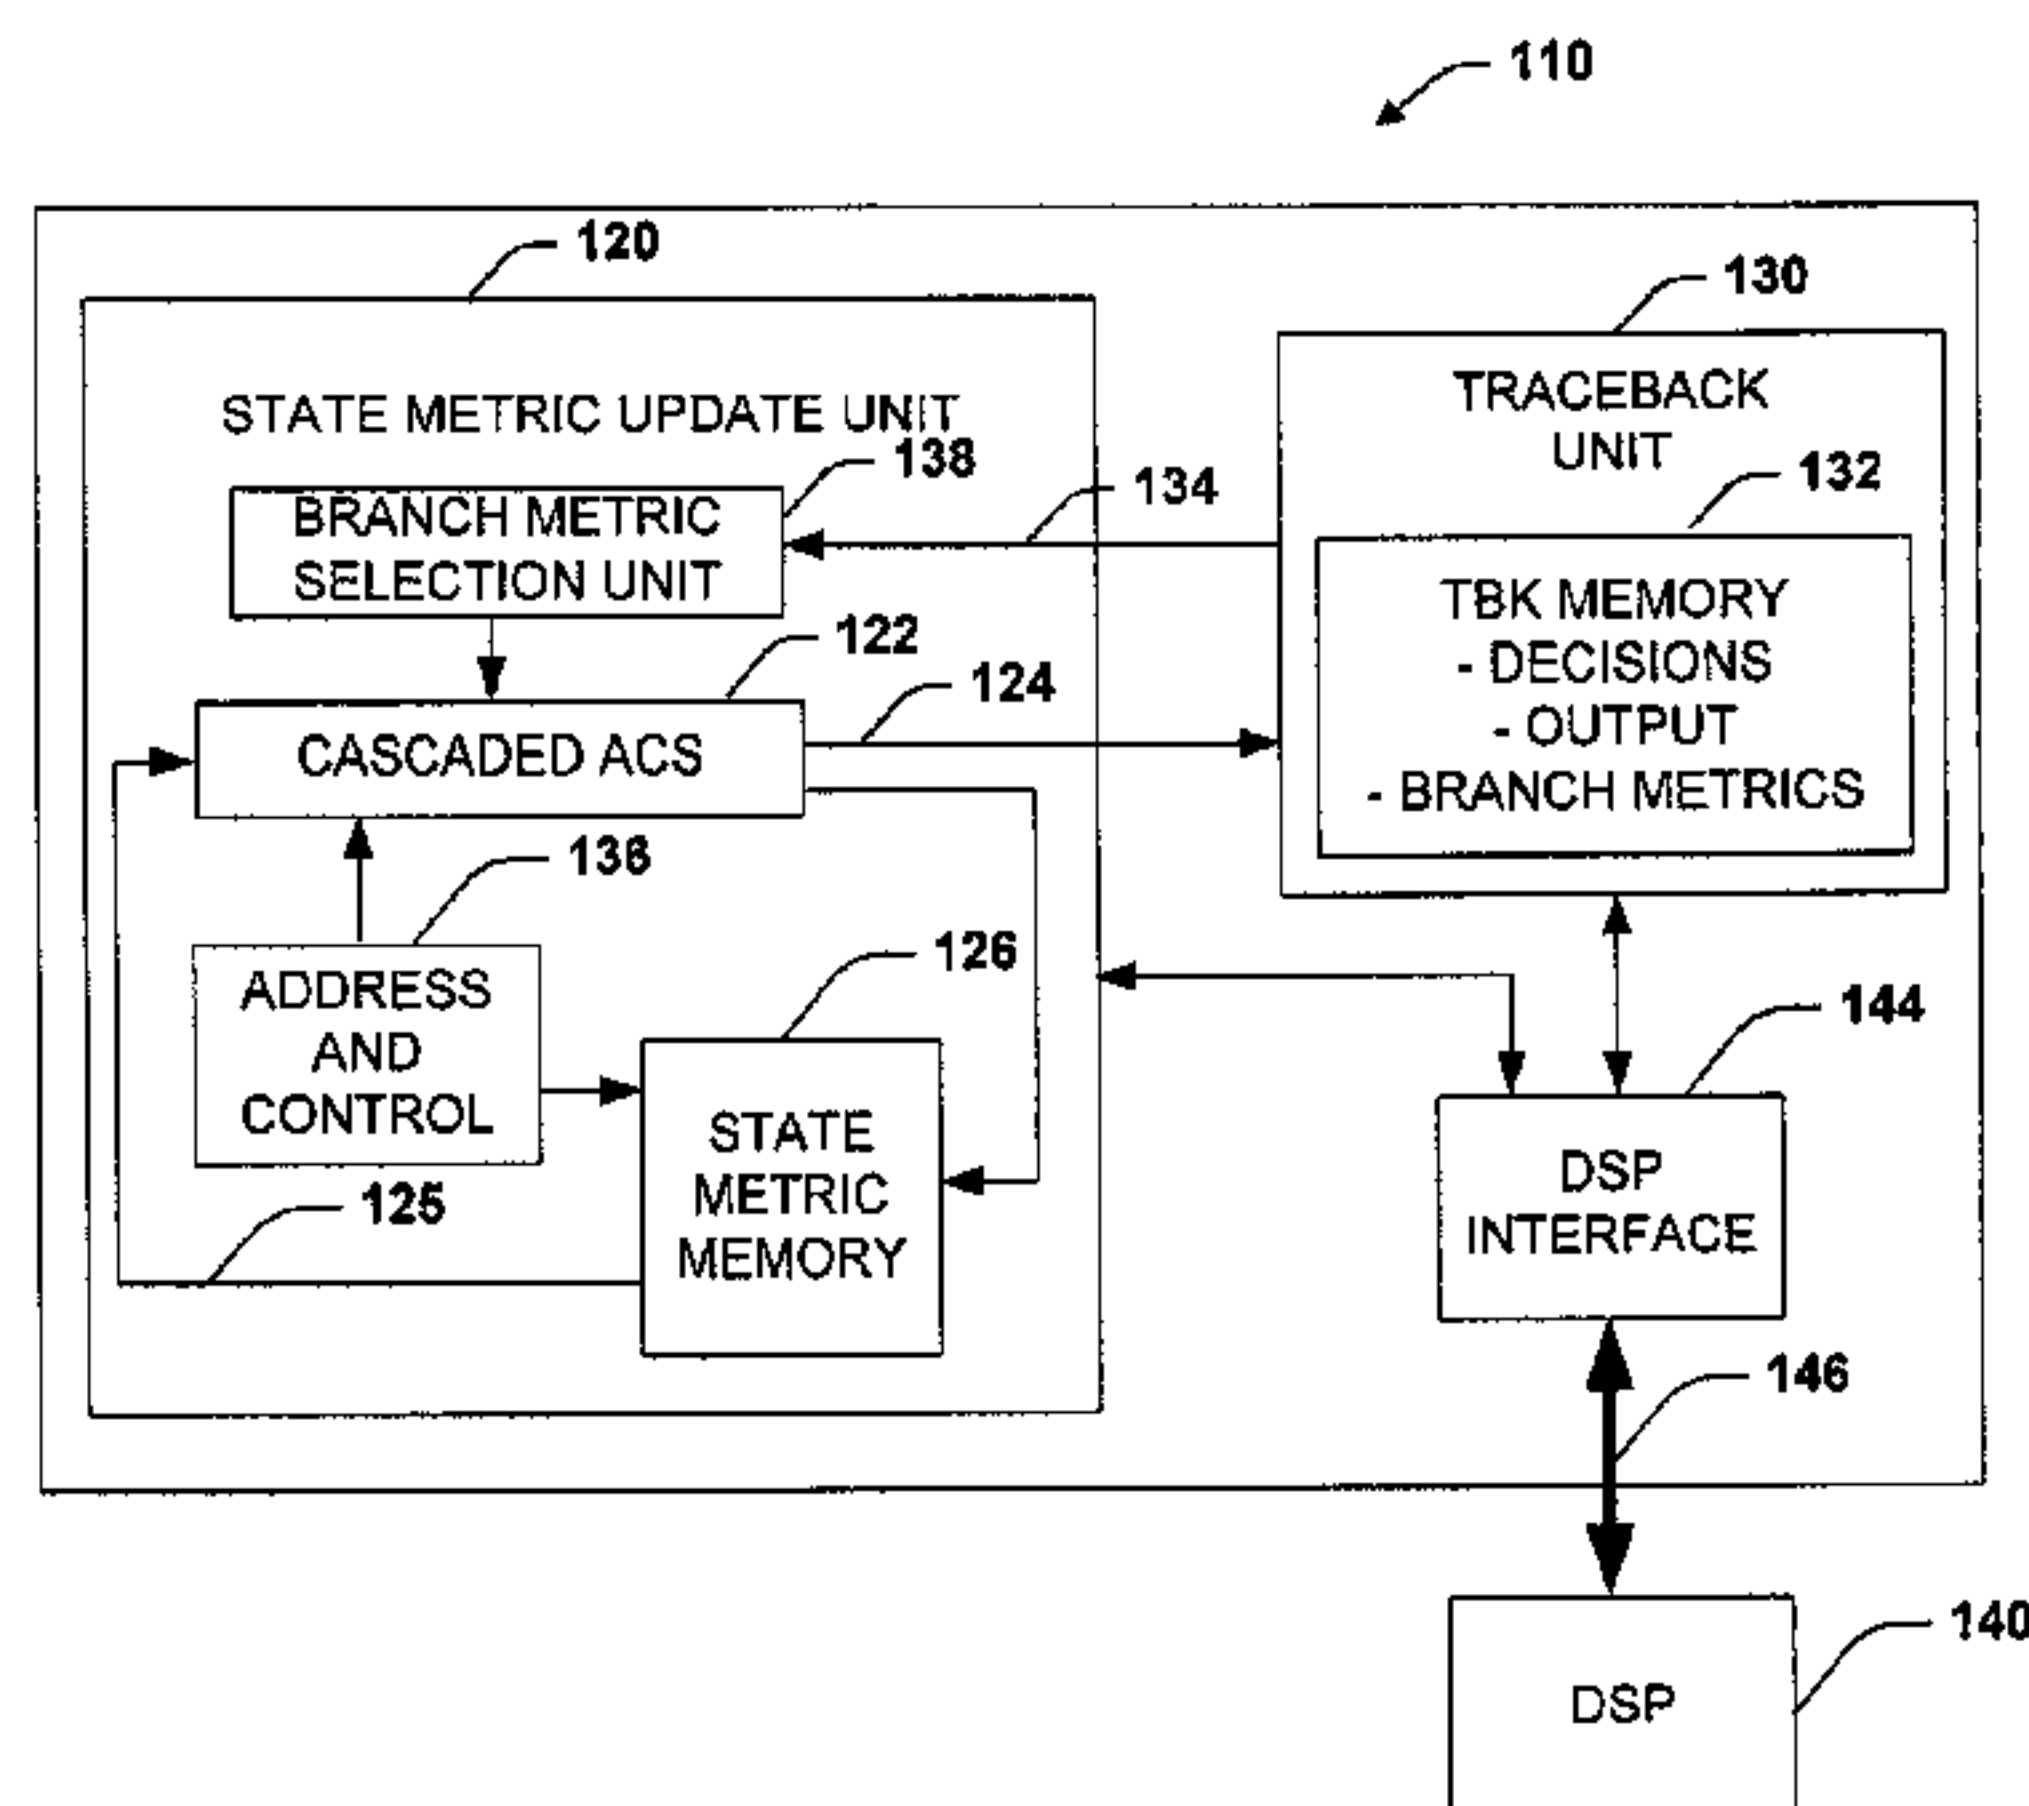 110
120
130
STATE METRIC UPDATE UNIT
TRACEBACK
UNIT
138
134
132
BRANCH METRIC
SELECTION UNIT
TBK MEMORY
- DECISIONS
- OUTPUT
- BRANCH METRICS
122
124
CASCADED ACS
136
126
ADDRESS
AND
CONTROL
144
STATE
METRIC
MEMORY
125
DSP
INTERFACE
146
140
DSP